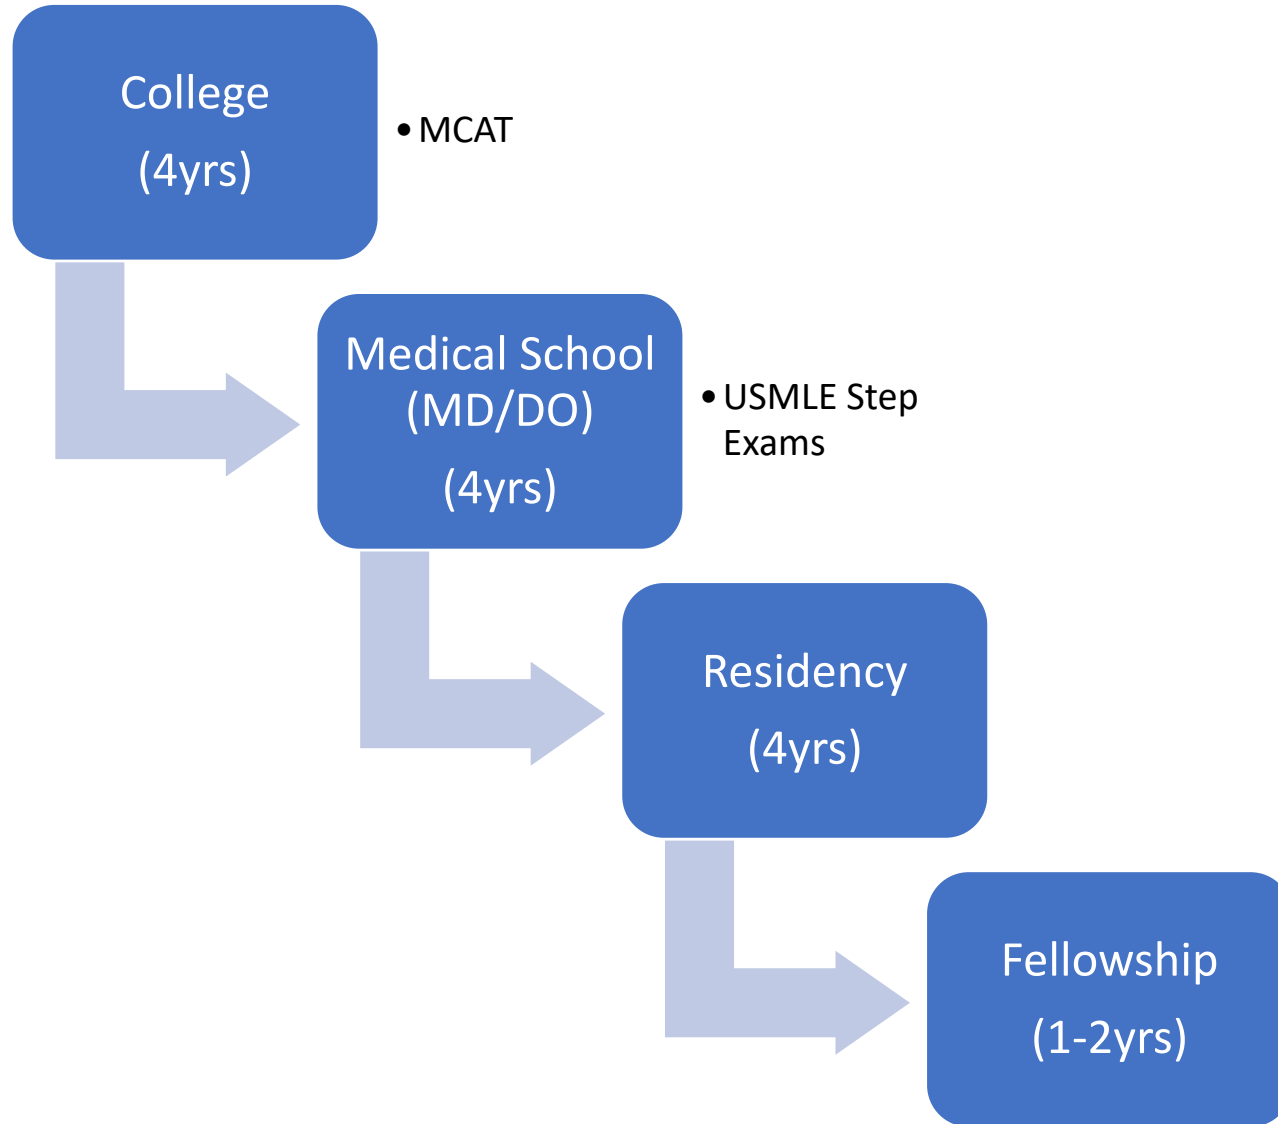 College
(4yrs)
• MCAT
Medical School
(MD/DO)
(4yrs)
• USMLE Step
Exams
Residency
(4yrs)
Fellowship
(1-2yrs)